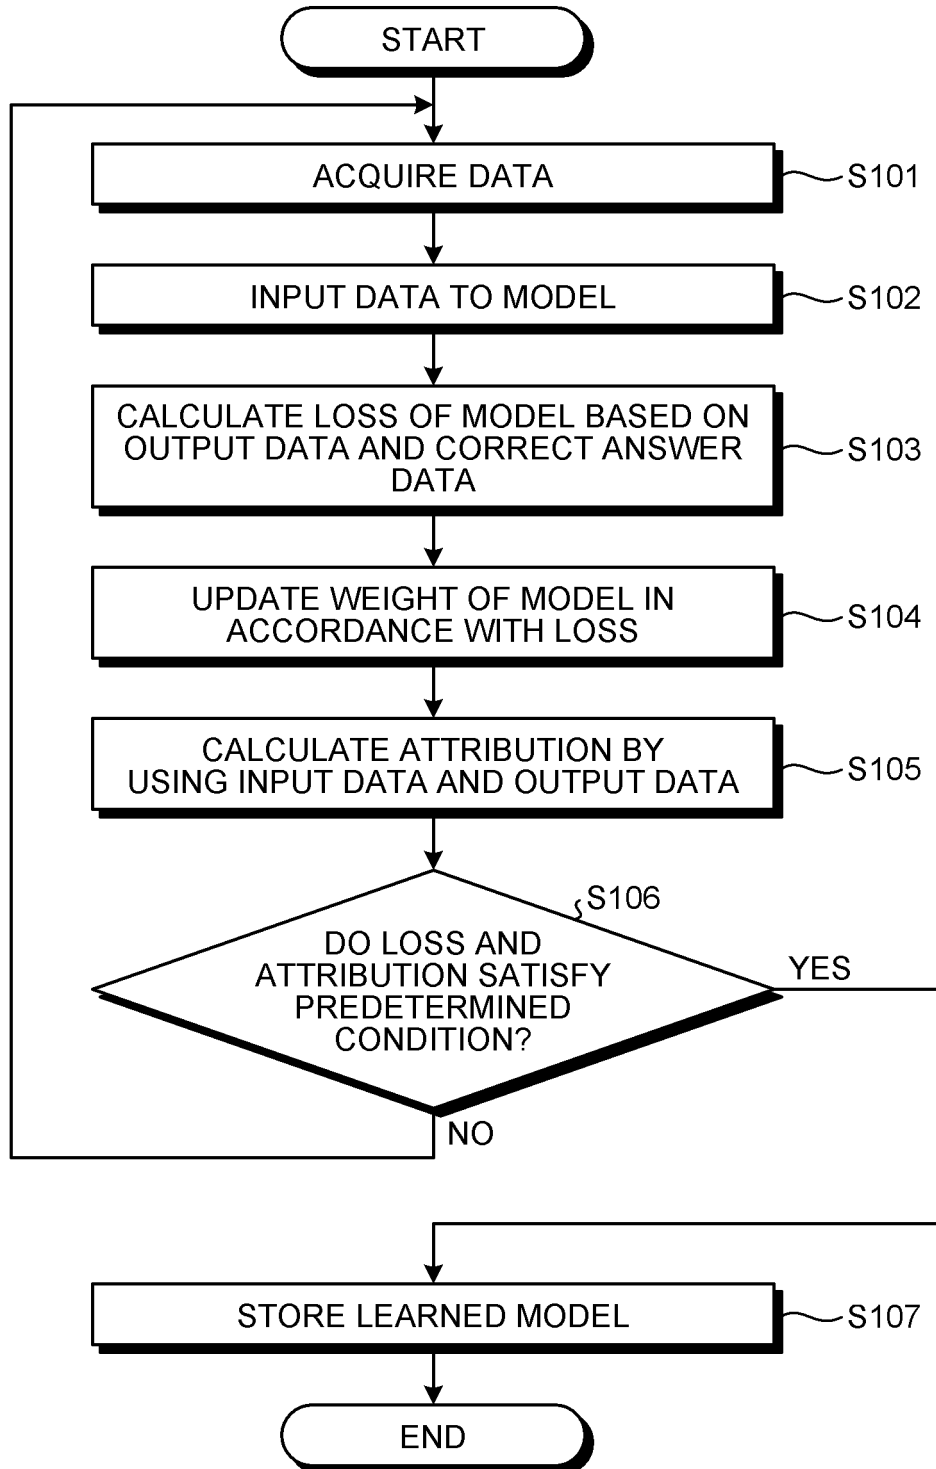 START
ACQUIRE DATA
S101
INPUT DATA TO MODEL
S102
CALCULATE LOSS OF MODEL BASED ON
OUTPUT DATA AND CORRECT ANSWER
DATA
S103
UPDATE WEIGHT OF MODEL IN
ACCORDANCE WITH LOSS
S104
CALCULATE ATTRIBUTION BY
USING INPUT DATA AND OUTPUT DATA
S105
S106
DO LOSS AND
ATTRIBUTION SATISFY
PREDETERMINED
CONDITION?
YES
NO
STORE LEARNED MODEL
S107
END